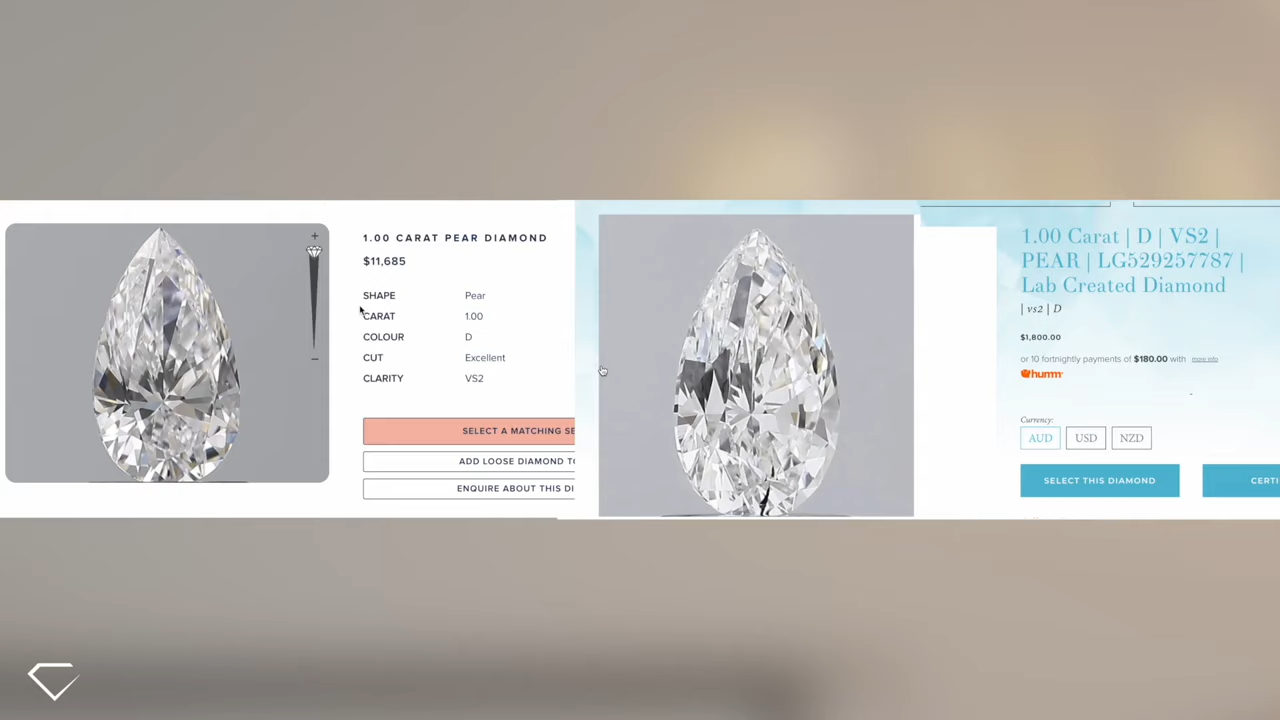 1.00 CARAT PEAR DIAMOND
$11,685
SHAPE Pear
CARAT 1.00
COLOUR D
CUT Excellent
CLARITY VS2
SELECT A MATCHING SE
ADD LOOSE DIAMOND TO
ENQUIRE ABOUT THIS DI
1.00 Carat | D | VS2 |
PEAR | LG529257787 |
Lab Created Diamond
| vs2 | D
$1,800.00
or 10 fortnightly payments of $180.00 with more info
humm
Currency:
AUD USD NZD
SELECT THIS DIAMOND CERTI